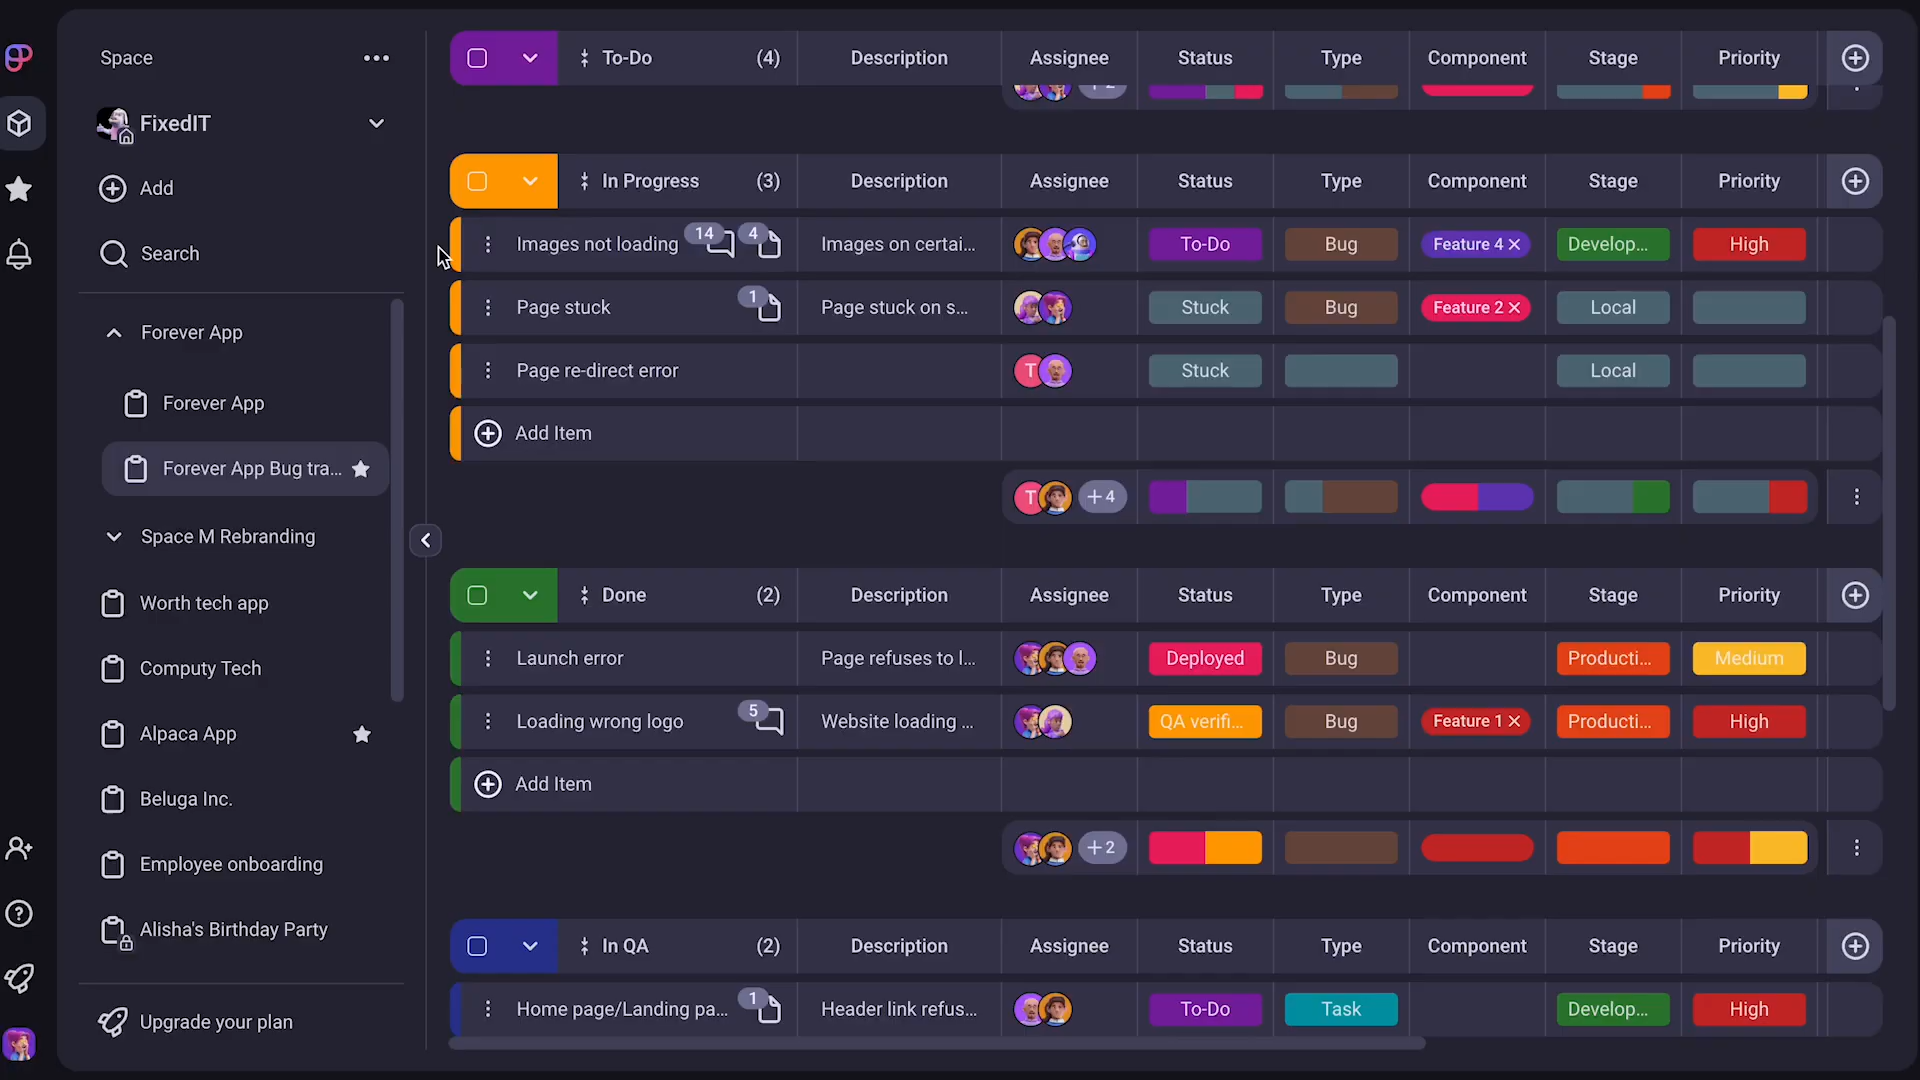 Space
FixedIT
Add
Search
Forever App
Forever App
Forever App Bug tra...
Space M Rebranding
Worth tech app
Computy Tech
Alpaca App
Beluga Inc.
Employee onboarding
Alisha's Birthday Party
Upgrade your plan
To-Do (4) Description Assignee Status Type Component Stage Priority
In Progress (3) Description Assignee Status Type Component Stage Priority
Images not loading 14 4 Images on certai... To-Do Bug Feature 4 Develop... High
Page stuck 1 Page stuck on s... Stuck Bug Feature 2 Local
Page re-direct error T Stuck Local
Add Item
T +4
Done (2) Description Assignee Status Type Component Stage Priority
Launch error Page refuses to l... Deployed Bug Producti... Medium
Loading wrong logo 5 Website loading ... QA verifi... Bug Feature 1 Producti... High
Add Item
+2
In QA (2) Description Assignee Status Type Component Stage Priority
Home page/Landing pa... 1 Header link refus... To-Do Task Develop... High